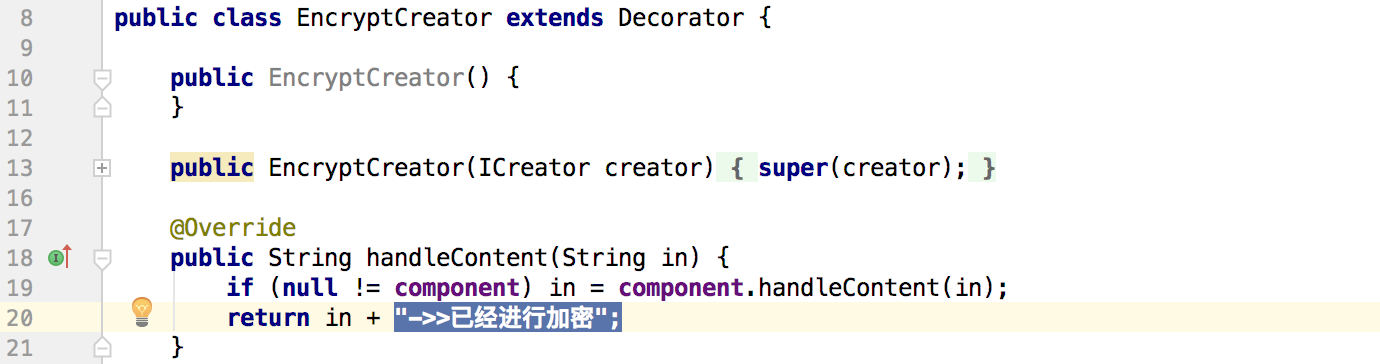 8 public class EncryptCreator extends Decorator {
9
10 public EncryptCreator() {
11 }
12
13 public EncryptCreator(ICreator creator) { super(creator); }
16
17 @Override
18 public String handleContent(String in) {
19 if (null != component) in = component.handleContent(in);
20 return in + "->>已经进行加密";
21 }